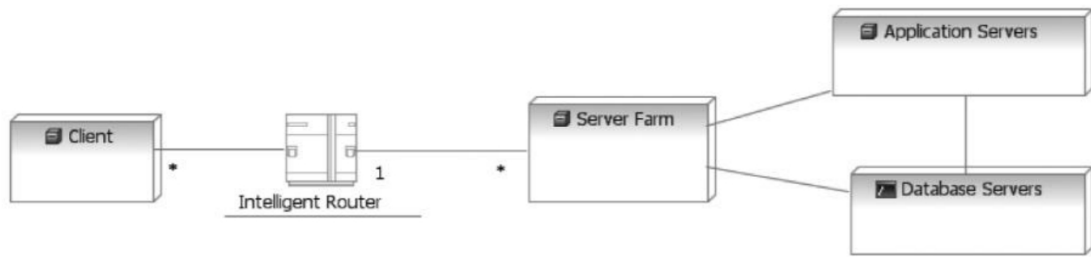 Application Servers
Client
*
Intelligent Router
1
*
Server Farm
Database Servers